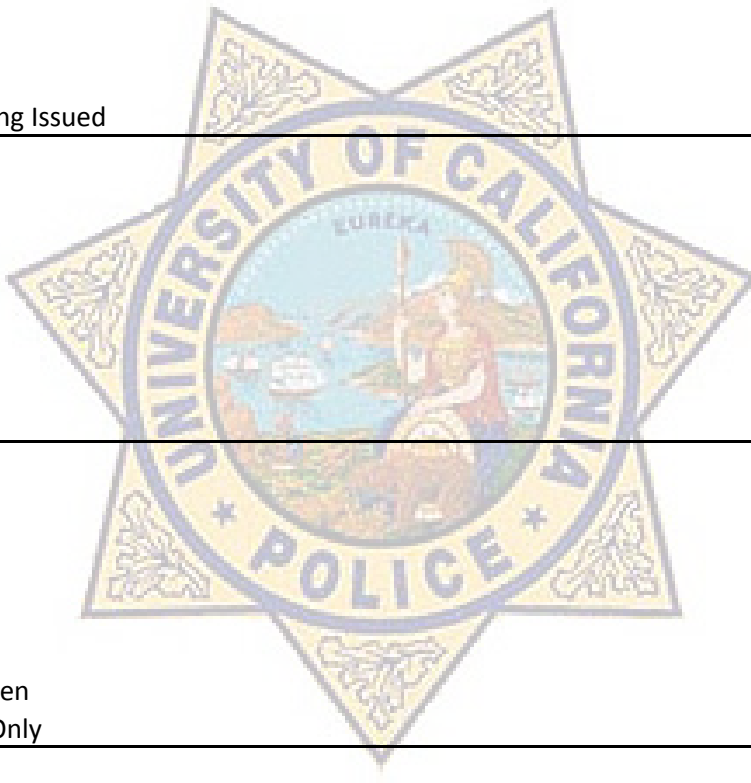 ng Issued
UNIVERSITY OF CALIFORNIA
EUREKA
* POLICE *
en
Only